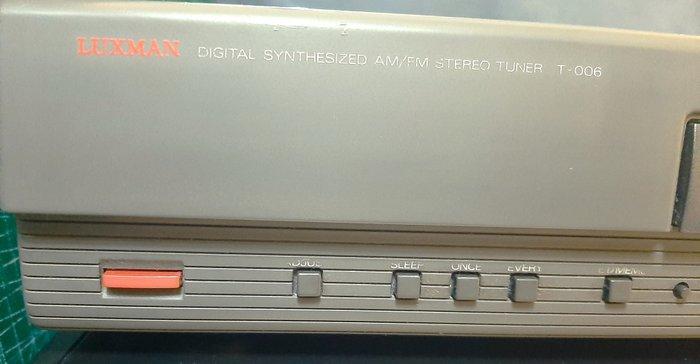 LUXMAN DIGITAL SYNTHESIZED AM/FM STEREO TUNER T-006
SLEEP ONCE EVERY